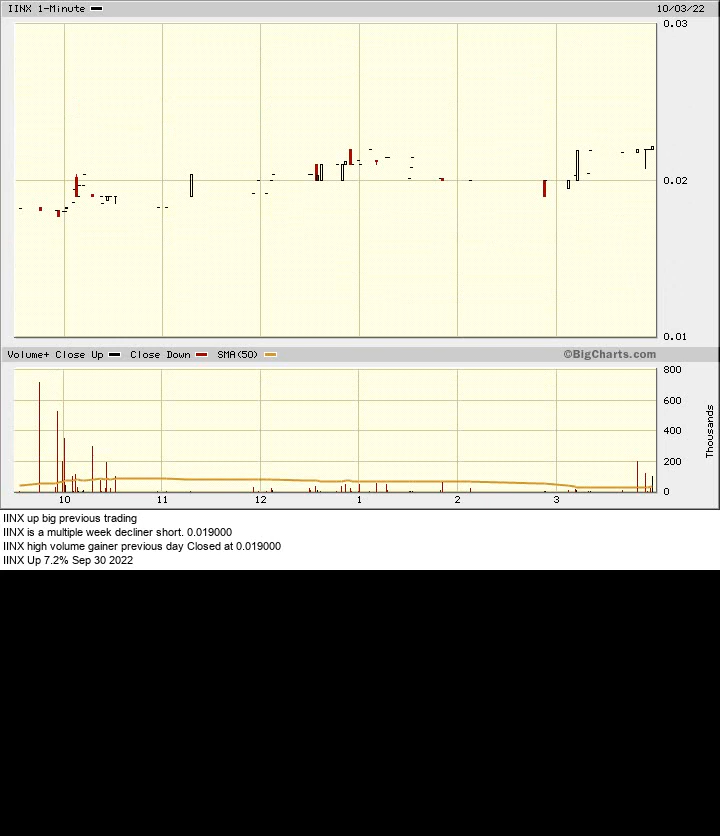 IINX 1-Minute 10/03/22
0.03
0.02
0.01
Volume+ Close Up Close Down SMA(50) ©BigCharts.com
800
600
400
200
0
Thousands
10 11 12 1 2 3
IINX up big previous trading
IINX is a multiple week decliner short. 0.019000
IINX high volume gainer previous day Closed at 0.019000
IINX Up 7.2% Sep 30 2022